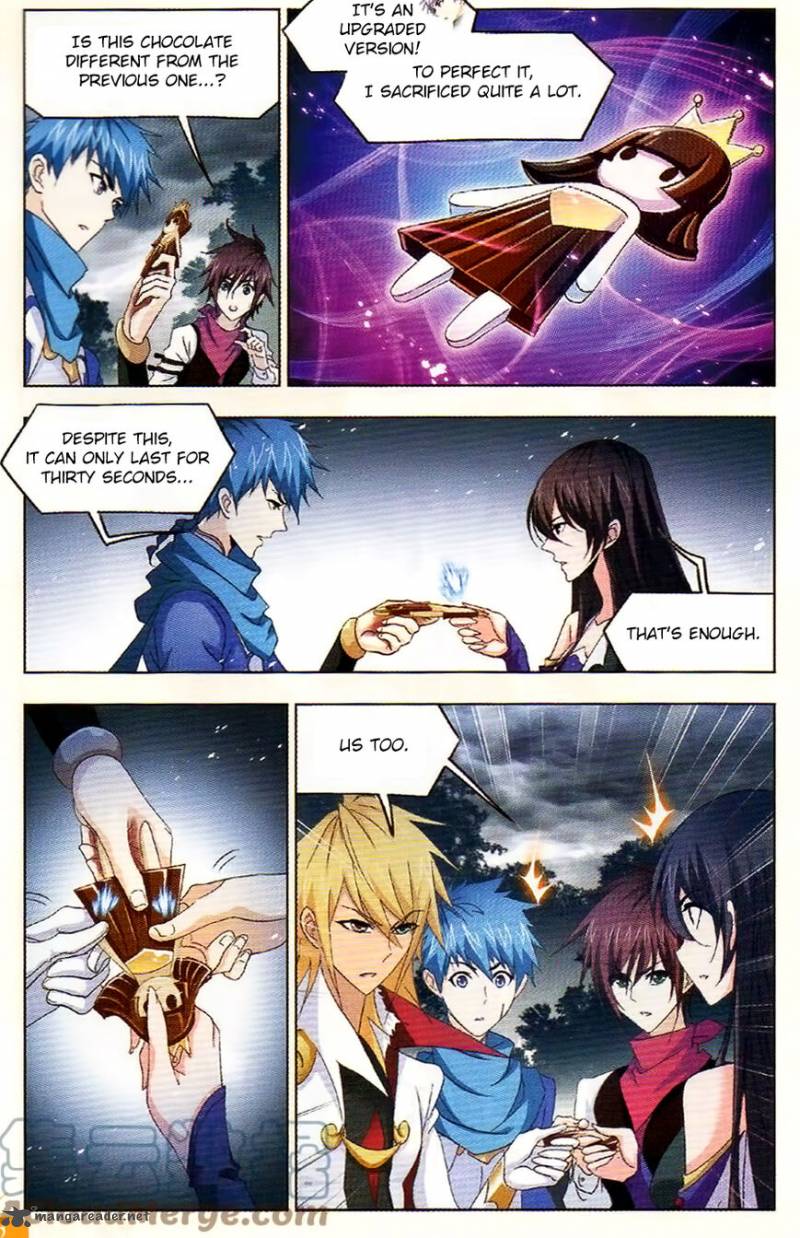 IS THIS CHOCOLATE
DIFFERENT FROM THE
PREVIOUS ONE...?
IT'S AN
UPGRADED
VERSION!
TO PERFECT IT,
I SACRIFICED QUITE A LOT.
DESPITE THIS,
IT CAN ONLY LAST FOR
THIRTY SECONDS...
THAT'S ENOUGH.
US TOO.
mangareader.net